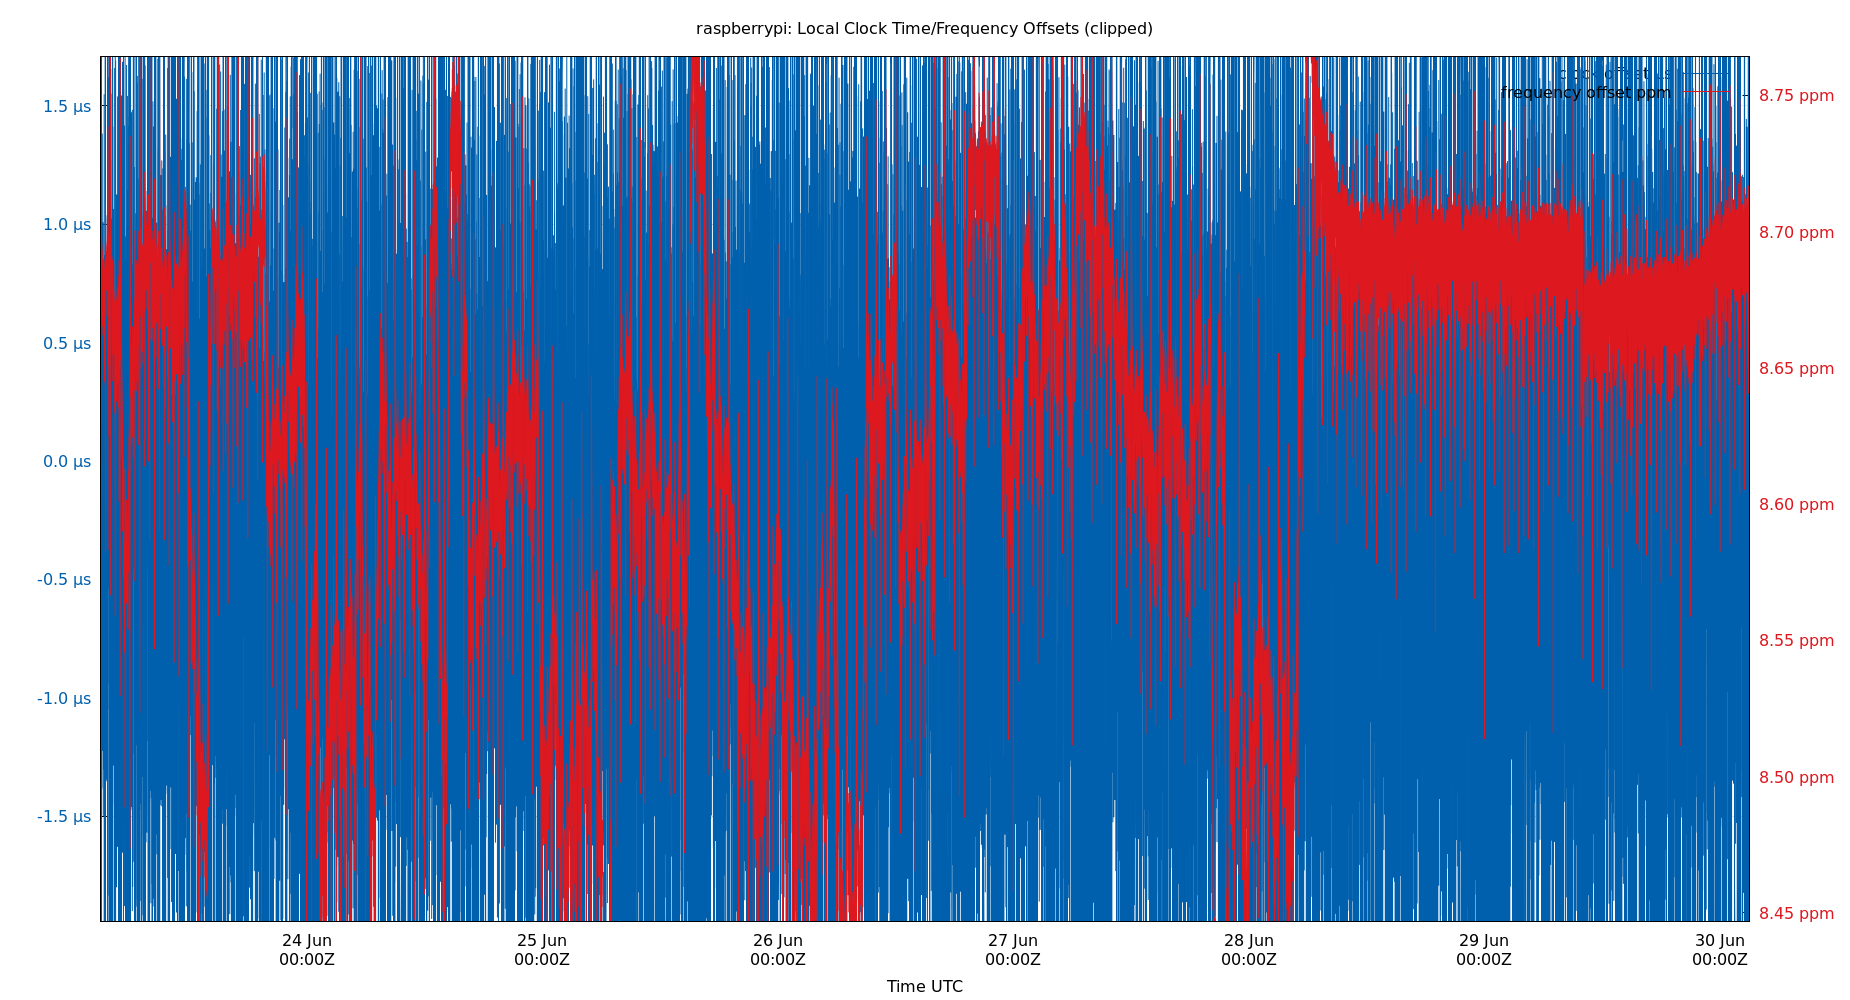 raspberrypi: Local Clock Time/Frequency Offsets (clipped)
clock offset µs
frequency offset ppm
1.5 µs
1.0 µs
0.5 µs
0.0 µs
-0.5 µs
-1.0 µs
-1.5 µs
8.75 ppm
8.70 ppm
8.65 ppm
8.60 ppm
8.55 ppm
8.50 ppm
8.45 ppm
24 Jun 25 Jun 26 Jun 27 Jun 28 Jun 29 Jun 30 Jun
00:00Z 00:00Z 00:00Z 00:00Z 00:00Z 00:00Z 00:00Z
Time UTC